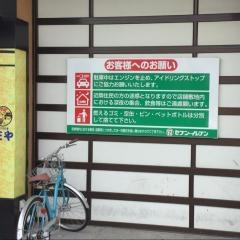 お客様へのお願い
駐車中はエンジンを止め、アイドリングストップ
にご協力お願いします。
近隣住民の方の迷惑となりますので店舗敷地内
における深夜の集会、飲食等はご遠慮願います。
燃えるゴミ・空缶・ビン・ペットボトルは分別
して捨てて下さい。
セブン-イレブン
や